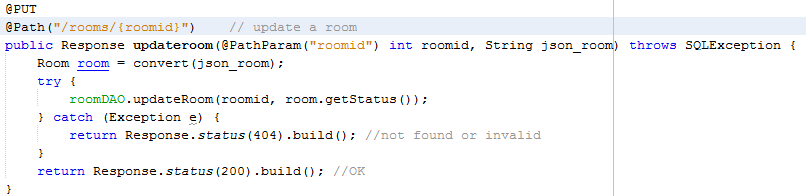 @PUT
@Path("/rooms/{roomid}")    // update a room
public Response updateroom(@PathParam("roomid") int roomid, String json_room) throws SQLException {
    Room room = convert(json_room);
    try {
        roomDAO.updateRoom(roomid, room.getStatus());
    } catch (Exception e) {
        return Response.status(404).build(); //not found or invalid
    }
    return Response.status(200).build(); //OK
}